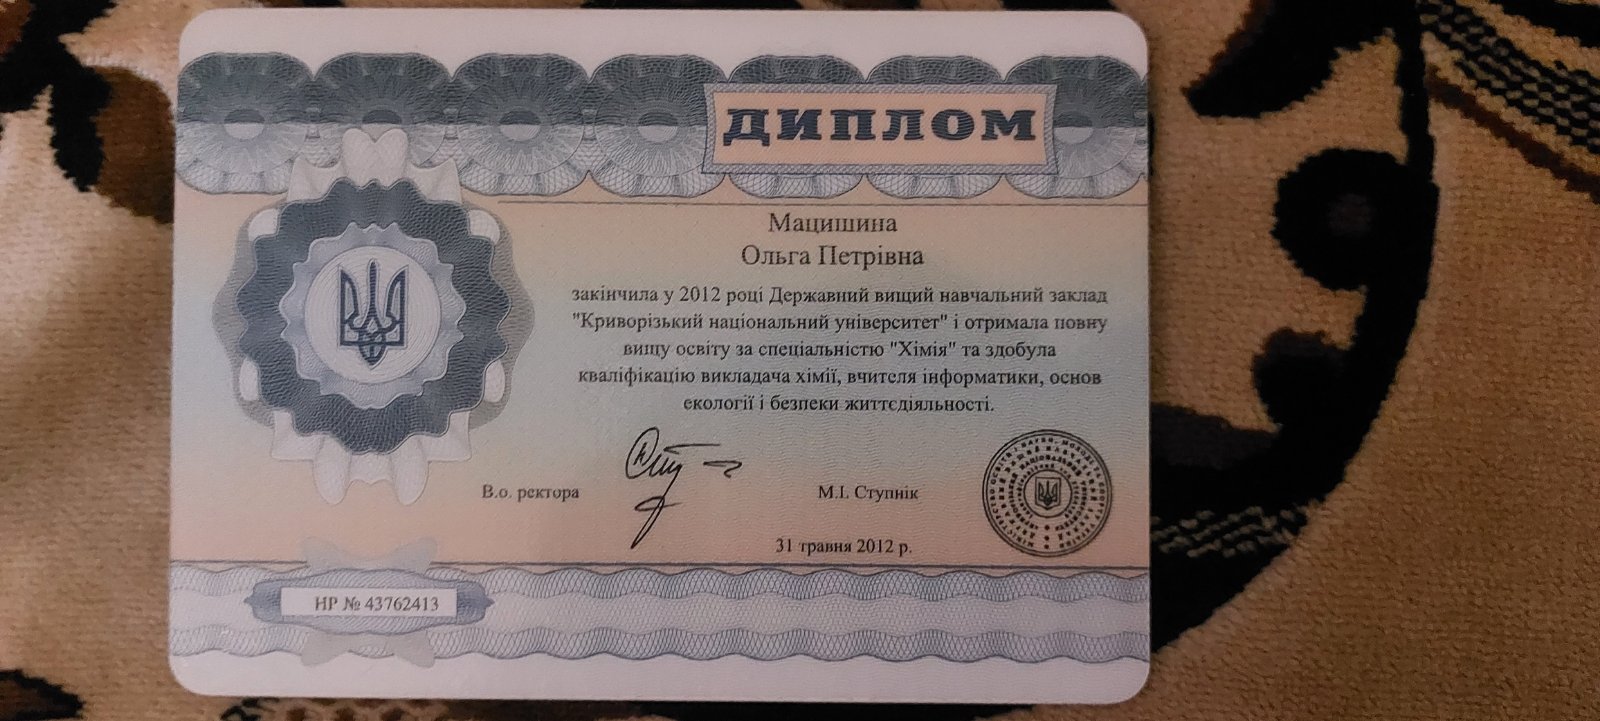 ДИПЛОМ
Мацишина
Ольга Петрівна
закінчила у 2012 році Державний вищий навчальний заклад
"Криворізький національний університет" і отримала повну
вищу освіту за спеціальністю "Хімія" та здобула
кваліфікацію викладача хімії, вчителя інформатики, основ
екології і безпеки життєдіяльності.
В.о. ректора
М.І. Ступнік
31 травня 2012 р.
НР № 43762413